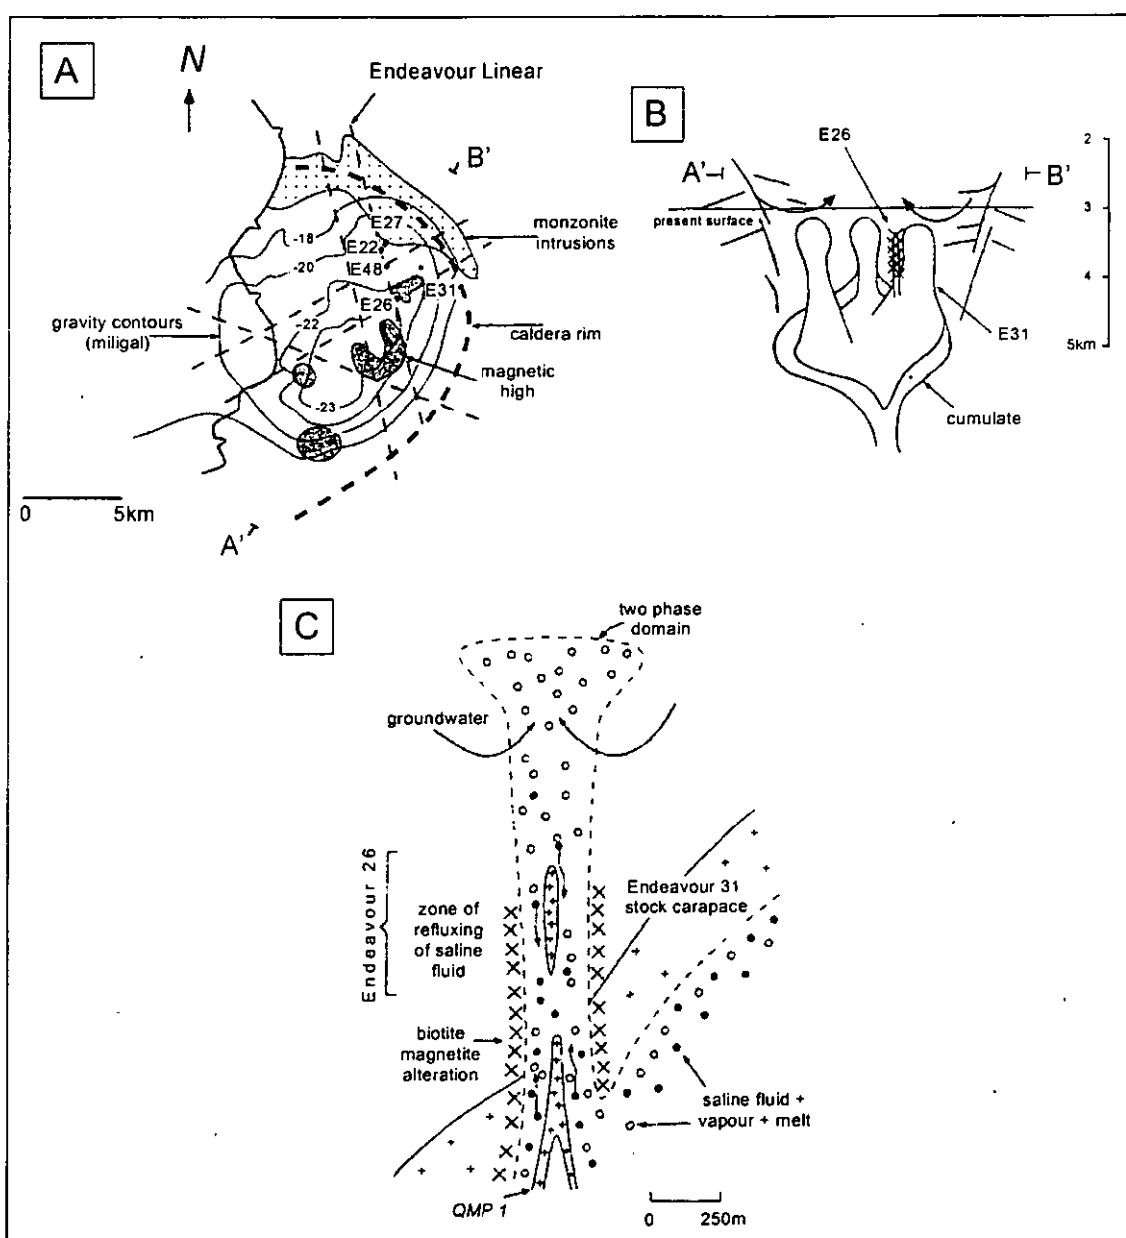 A
N
Endeavour Linear
B'
E27
monzonite
intrusions
-18
E22
-20
E48
E31
E26
gravity contours
(miligal)
-22
caldera rim
magnetic
high
-23
0 5km
A'
B
E26
2
A' B'
present surface
3
4
E31
5km
cumulate
C
two phase
domain
groundwater
Endeavour 26
zone of
refluxing
of saline
fluid
Endeavour 31
stock carapace
biotite
magnetite
alteration
saline fluid +
vapour + melt
QMP 1
0 250m